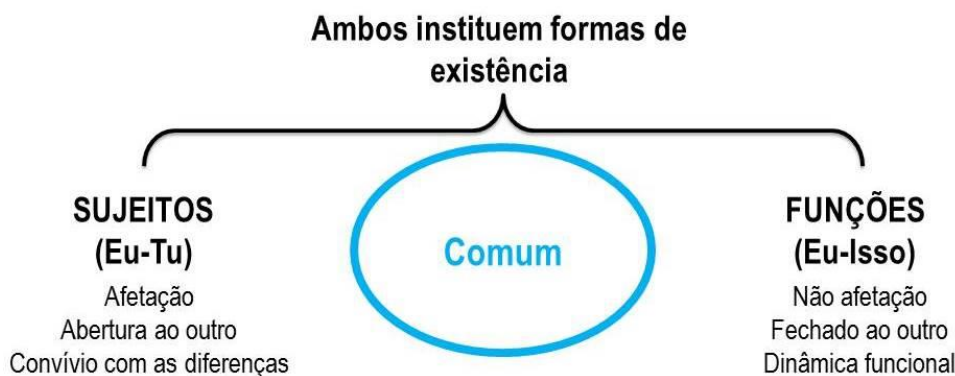 Ambos instituem formas de
existência
SUJEITOS
(Eu-Tu)
Afetação
Abertura ao outro
Convívio com as diferenças
Comum
FUNÇÕES
(Eu-Isso)
Não afetação
Fechado ao outro
Dinâmica funcional